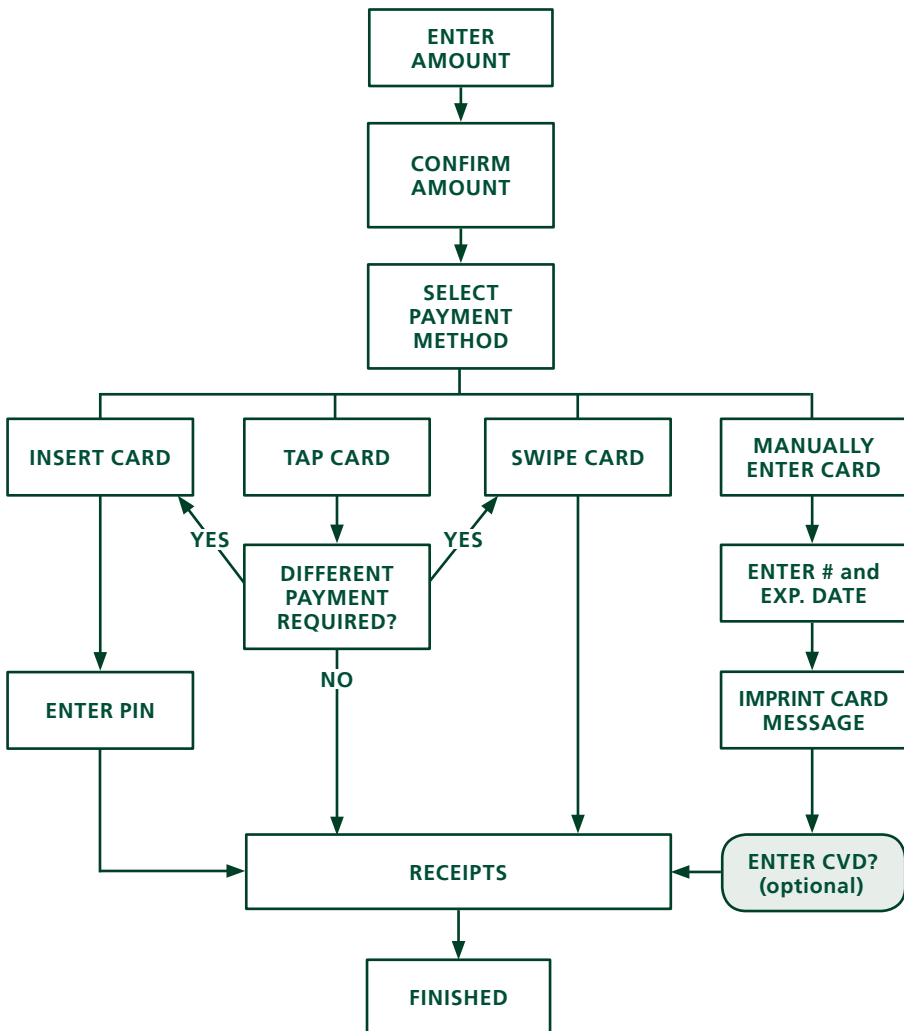 ENTER
AMOUNT
CONFIRM
AMOUNT
SELECT
PAYMENT
METHOD
INSERT CARD
TAP CARD
SWIPE CARD
MANUALLY
ENTER CARD
YES
YES
DIFFERENT
PAYMENT
REQUIRED?
ENTER # and
EXP. DATE
NO
ENTER PIN
IMPRINT CARD
MESSAGE
RECEIPTS
ENTER CVD?
(optional)
FINISHED